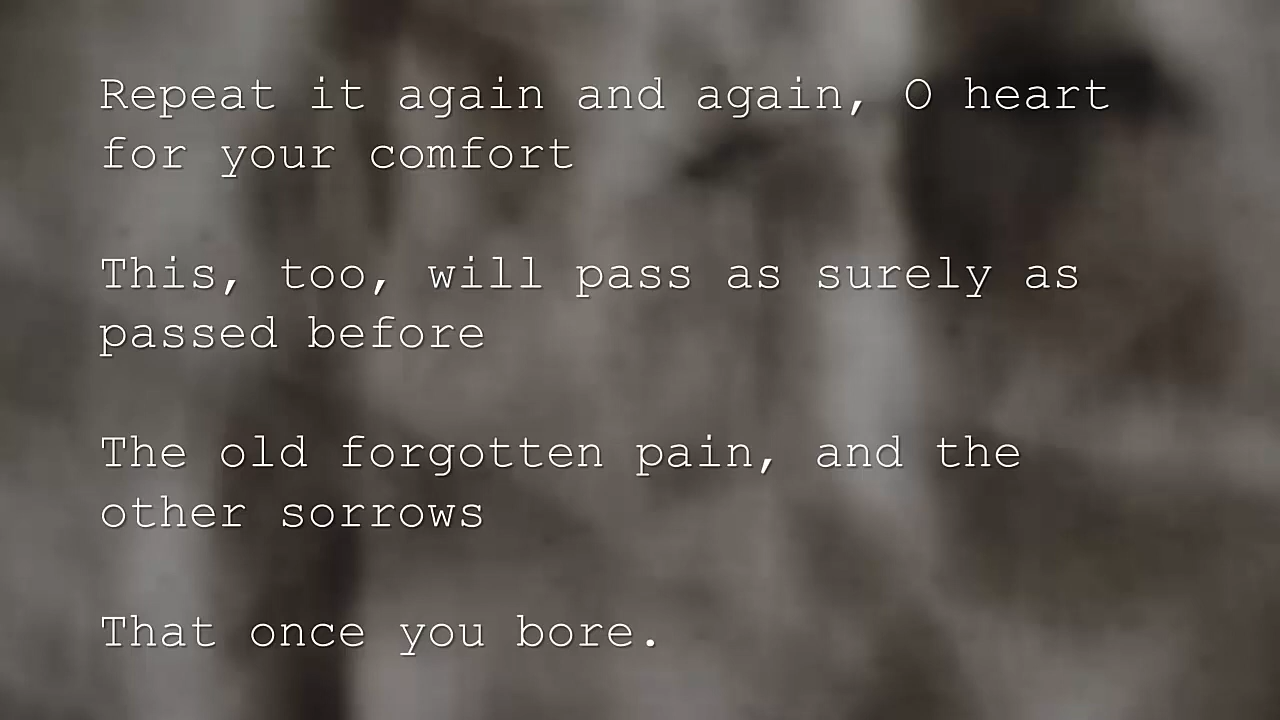 Repeat it again and again, O heart
for your comfort
This, too, will pass as surely as
passed before
The old forgotten pain, and the
other sorrows
That once you bore.